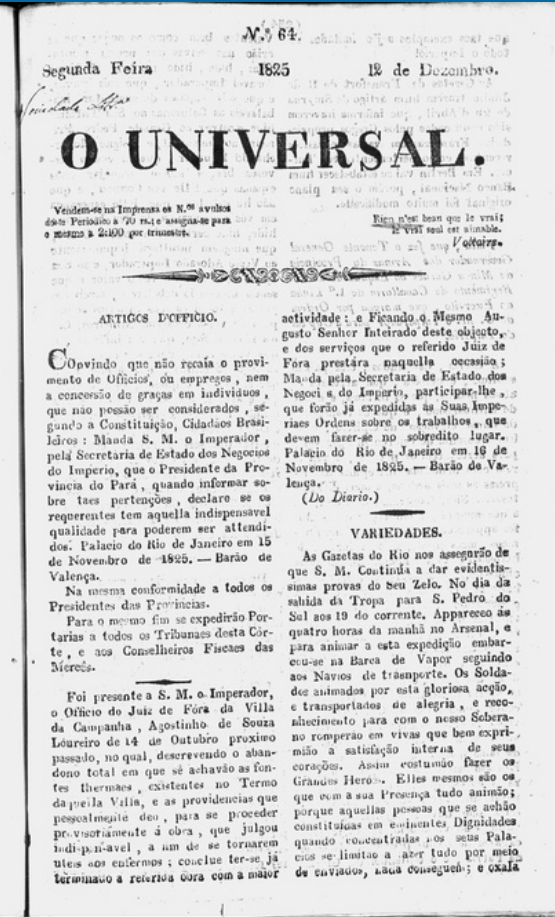 N.º 64.
Segunda Feira 1825 12 de Dezembro.
O UNIVERSAL.
Vendem-se na Imprensa os N.os avulsos
deste Periodico a 70 rs.; e assigna-se para
o mesmo a 2:100 por trimestre.
Rien n'est beau que le vrai;
le vrai seul est aimable.
Voltaire.
ARTIGOS D'OFFICIO.
COnvindo que não recaia o provi-
mento de Officios, ou empregos, nem
a concessão de graças em individuos,
que não possão ser considerados, se-
gundo a Constituição, Cidadãos Brasi-
leiros: Manda S. M. o Imperador,
pela Secretaria de Estado dos Negocios
do Imperio, que o Presidente da Pro-
vincia do Pará, quando informar so-
bre taes pertenções, declare se os
requerentes tem aquella indispensavel
qualidade para poderem ser attendi-
dos. Palacio do Rio de Janeiro em 15
de Novembro de 1825. — Barão de
Valença.
Na mesma conformidade a todos os
Presidentes das Provincias.
Para o mesmo fim se expedirão Por-
tarias a todos os Tribunaes desta Côr-
te, e aos Conselheiros Fiscaes das
Mercês.
Foi presente a S. M. o Imperador,
o Officio do Juiz de Fóra da Villa
da Campanha, Agostinho de Souza
Loureiro de 14 de Outubro proximo
passado, no qual, descrevendo o aban-
dono total em que se achavão as fon-
tes thermaes, existentes no Termo
daquella Villa, e as providencias que
pessoalmente deo, para se proceder
provisoriamente á obra, que julgou
indispensavel, a fim de se tornarem
uteis aos enfermos; conclue ter-se já
terminado a referida obra com a maior
actividade: e Ficando o Mesmo Au-
gusto Senhor Inteirado deste objecto,
e dos serviços que o referido Juiz de
Fóra prestára naquella occasião;
Manda pela Secretaria de Estado dos
Negocios do Imperio, participar-lhe,
que forão já expedidas as Suas Impe-
riaes Ordens sobre os trabalhos, que
devem fazer-se no sobredito lugar.
Palacio do Rio de Janeiro em 16 de
Novembro de 1825. — Barão de Va-
lença.
(Do Diario.)
VARIEDADES.
As Gazetas do Rio nos assegurão de
que S. M. Continúa a dar evidentis-
simas provas do Seu Zelo. No dia da
sahida da Tropa para S. Pedro do
Sul aos 19 do corrente. Appareceo ás
quatro horas da manhã no Arsenal, e
para animar a esta expedição embar-
cou-se na Barca de Vapor seguindo
aos Navios de trasnporte. Os Solda-
dos animados por esta gloriosa acção,
e transportados de alegria, e reco-
nhecimento para com o nosso Sobera-
no romperão em vivas que bem expri-
mião a satisfação interna de seus
corações. Assim costumão fazer os
Grandes Heróes. Elles mesmos são os
que com a sua Presença tudo animão;
porque aquellas pessoas que se achão
constituidas em eminentes Dignidades
quando concentradas nos seus Pala-
cios se limitão a fazer tudo por meio
de enviados, nada conseguem; e oxalá